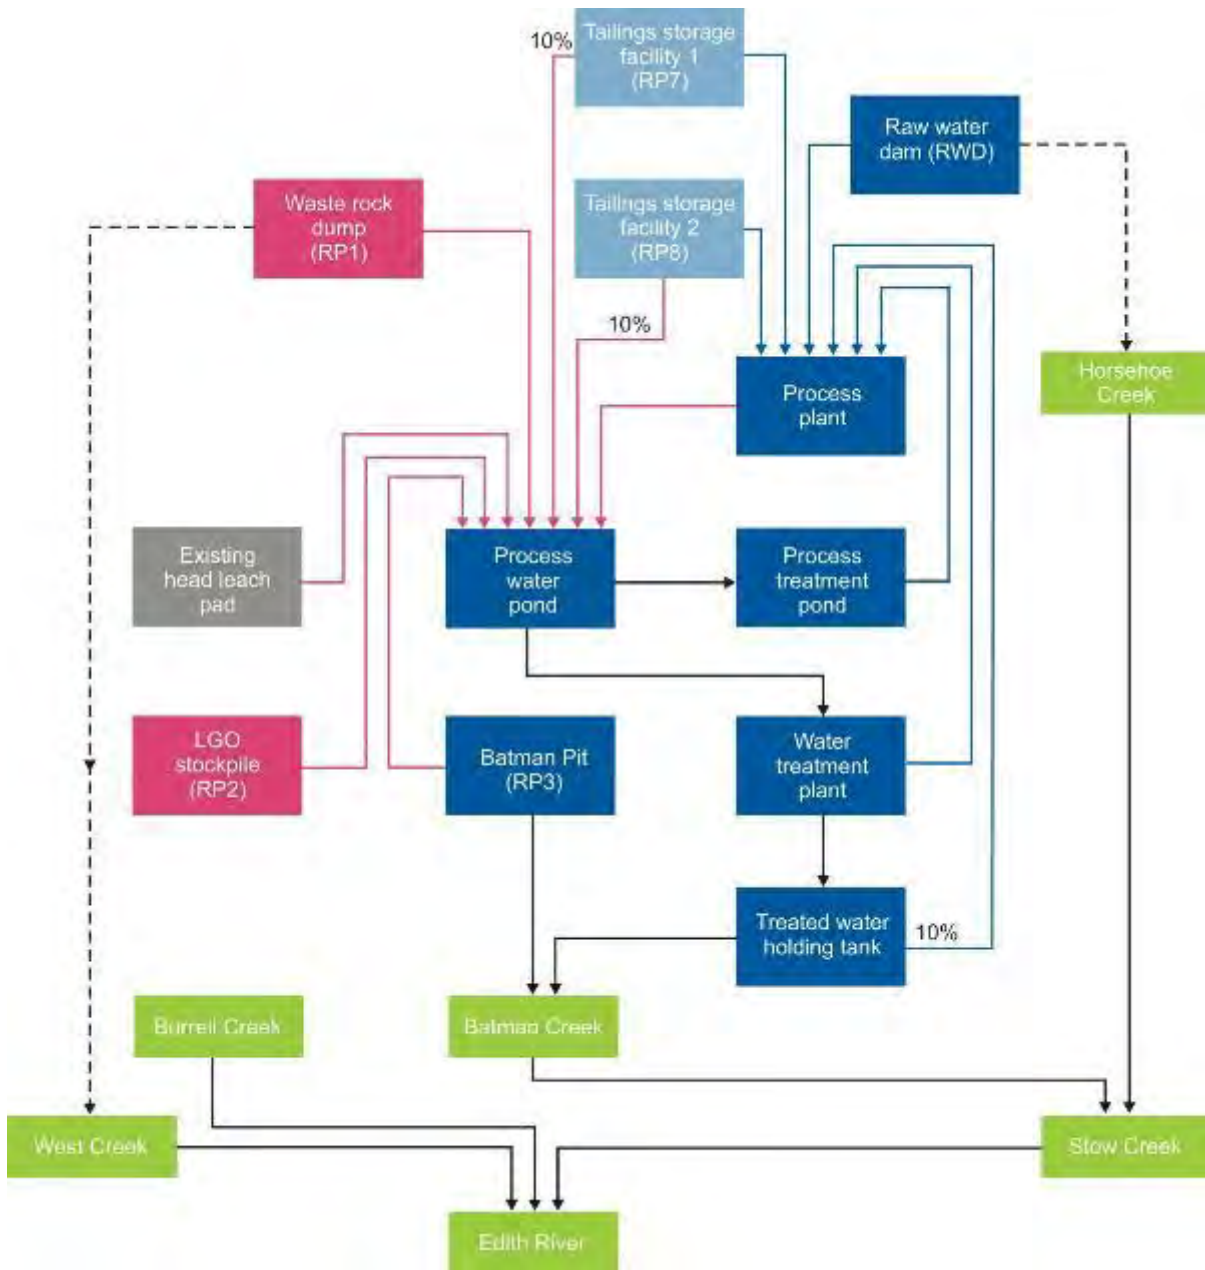 10%
Tailings storage
facility 1
(RP7)
Raw water
dam (RWD)
Waste rock
dump
(RP1)
Tailings storage
facility 2
(RP8)
10%
Horsehoe
Creek
Process
plant
Existing
head leach
pad
Process
water
pond
Process
treatment
pond
LGO
stockpile
(RP2)
Batman Pit
(RP3)
Water
treatment
plant
Treated water
holding tank
10%
Burrell Creek
Batman Creek
West Creek
Stow Creek
Edith River